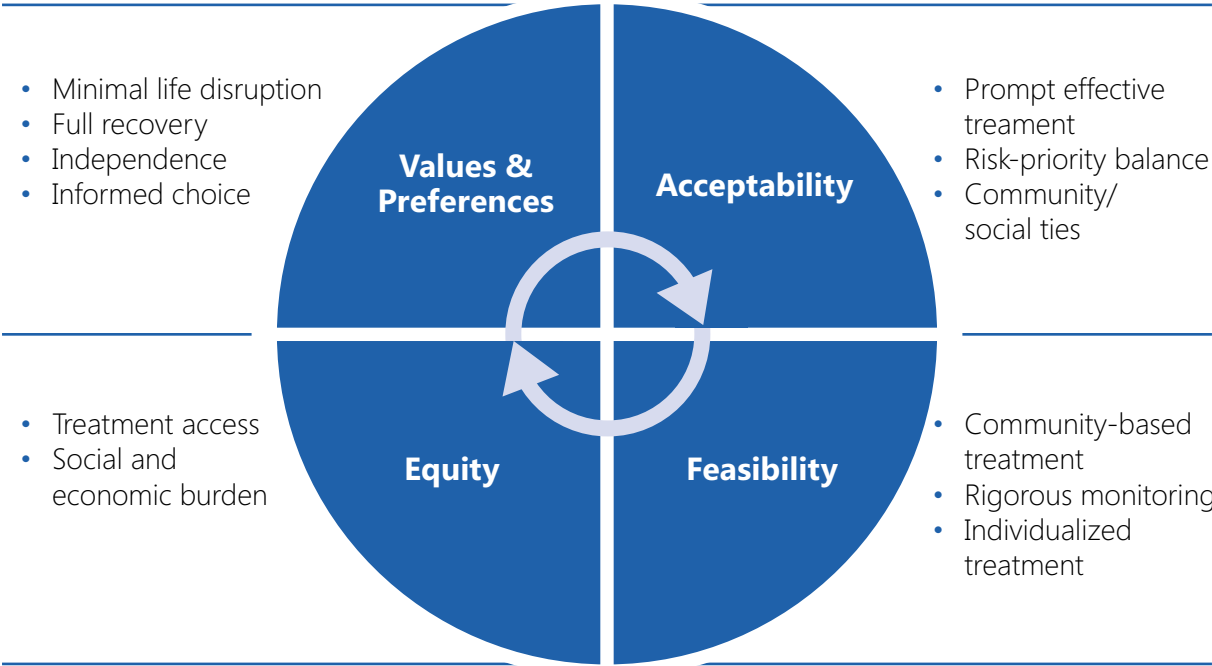 • Minimal life disruption
• Full recovery
• Independence
• Informed choice
Values &
Preferences
Acceptability
• Prompt effective
treament
• Risk-priority balance
• Community/
social ties
• Treatment access
• Social and
economic burden
Equity
Feasibility
• Community-based
treatment
• Rigorous monitoring
• Individualized
treatment